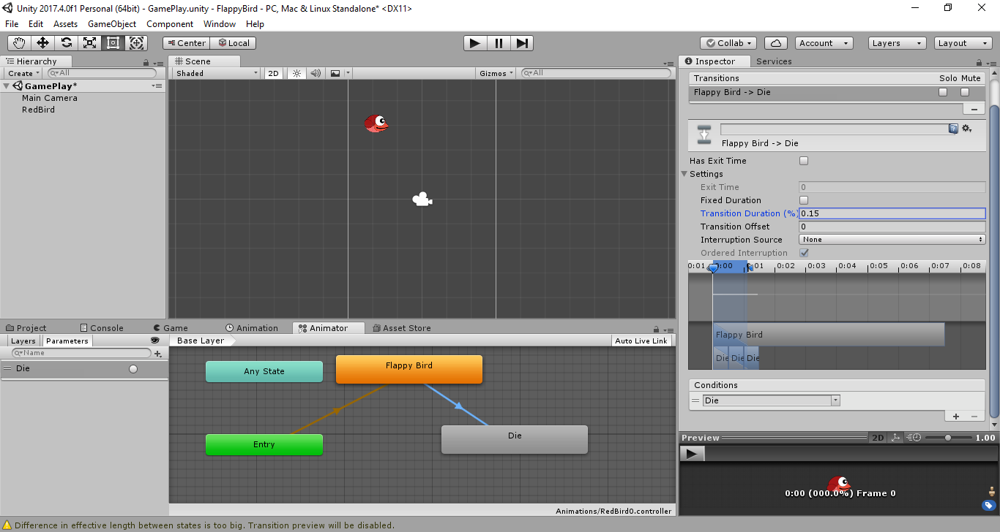 Unity 2017.4.0f1 Personal (64bit) - GamePlay.unity - FlappyBird - PC, Mac & Linux Standalone* <DX11>
File Edit Assets GameObject Component Window Help
Center Local Collab Account Layers Layout
Hierarchy
Create All
GamePlay*
Main Camera
RedBird
Scene
Shaded 2D Gizmos All
Inspector Services
Transitions Solo Mute
Flappy Bird -> Die
Flappy Bird -> Die
Has Exit Time
Settings
Exit Time 0
Fixed Duration
Transition Duration (%) 0.15
Transition Offset 0
Interruption Source None
Ordered Interruption
0:01 0:00 0:01 0:02 0:03 0:04 0:05 0:06 0:07 0:08
Flappy Bird
Die Die Die
Conditions
Die
Preview 2D 1.00
0:00 (000.0%) Frame 0
Project Console Game Animation Animator Asset Store
Layers Parameters Base Layer Auto Live Link
Name
Die
Any State
Flappy Bird
Entry
Die
Animations/RedBird0.controller
Difference in effective length between states is too big. Transition preview will be disabled.